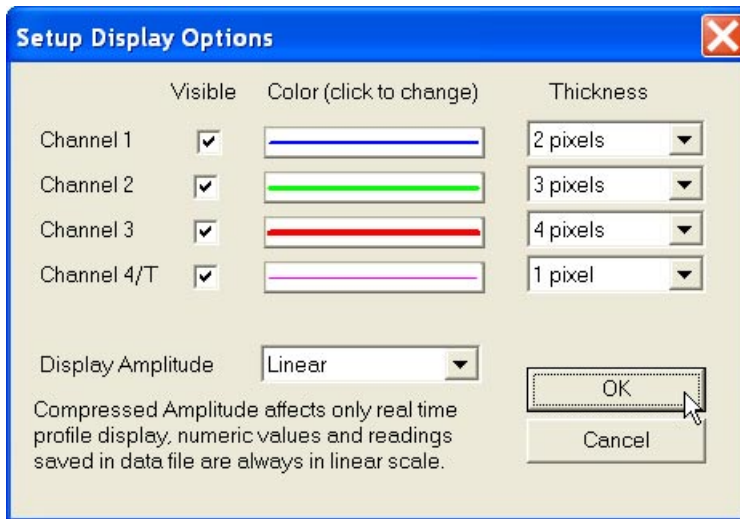 Setup Display Options
Visible Color (click to change) Thickness
Channel 1 2 pixels
Channel 2 3 pixels
Channel 3 4 pixels
Channel 4/T 1 pixel
Display Amplitude Linear
OK
Compressed Amplitude affects only real time
profile display, numeric values and readings
saved in data file are always in linear scale.
Cancel